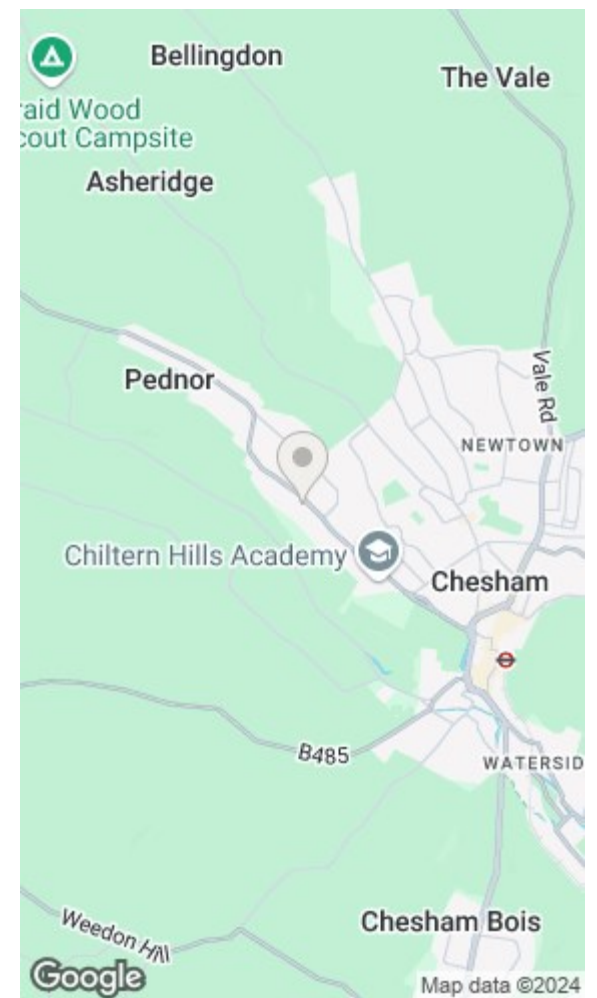 Bellingdon
The Vale
raid Wood
cout Campsite
Asheridge
Pednor
Vale Rd
NEWTOWN
Chiltern Hills Academy
Chesham
B485
WATERSID
Chesham Bois
Weedon Hill
Google
Map data ©2024